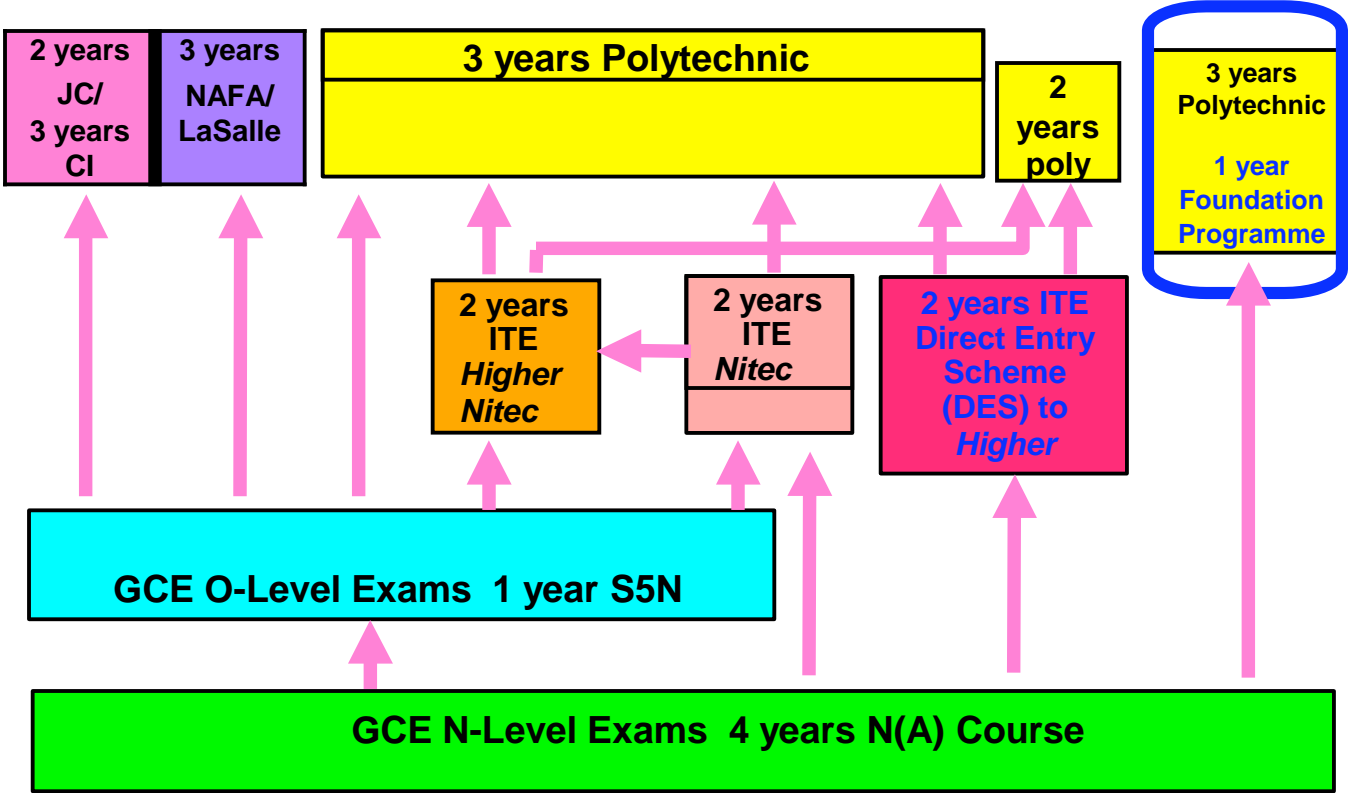 2 years
JC/
3 years
CI
3 years
NAFA/
LaSalle
3 years Polytechnic
2
years
poly
3 years
Polytechnic
1 year
Foundation
Programme
2 years
ITE
Higher
Nitec
2 years
ITE
Nitec
2 years ITE
Direct Entry
Scheme
(DES) to
Higher
GCE O-Level Exams 1 year S5N
GCE N-Level Exams 4 years N(A) Course